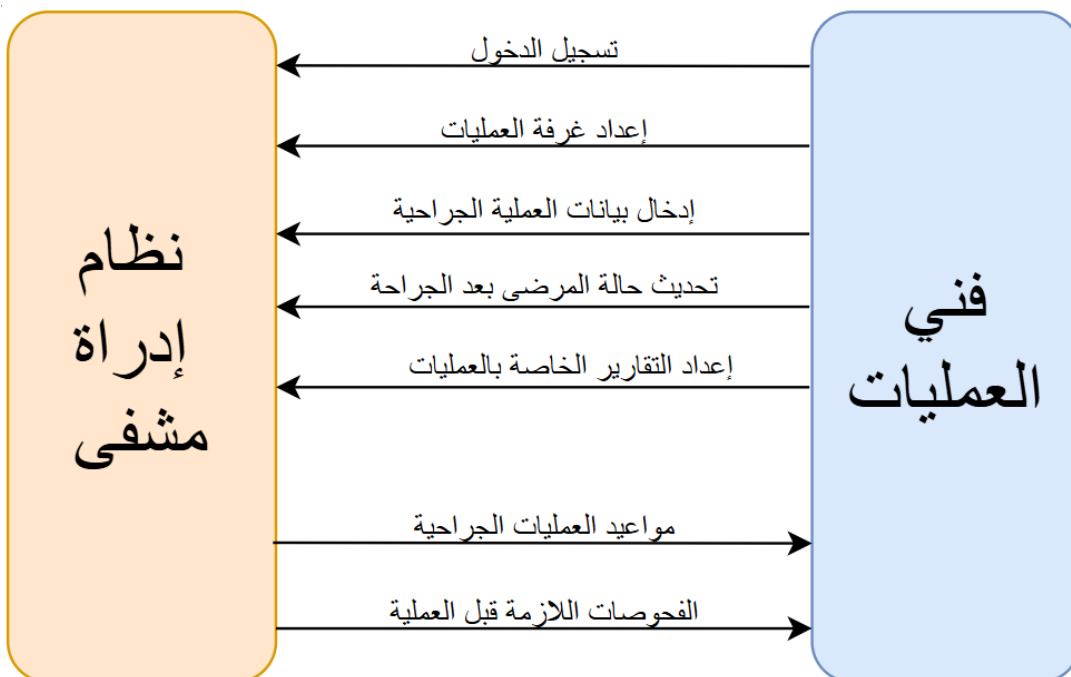 تسجيل الدخول
إعداد غرفة العمليات
إدخال بيانات العملية الجراحية
تحديث حالة المرضى بعد الجراحة
إعداد التقارير الخاصة بالعمليات
مواعيد العمليات الجراحية
الفحوصات اللازمة قبل العملية
فني
العمليات
نظام
إدراة
مشفى